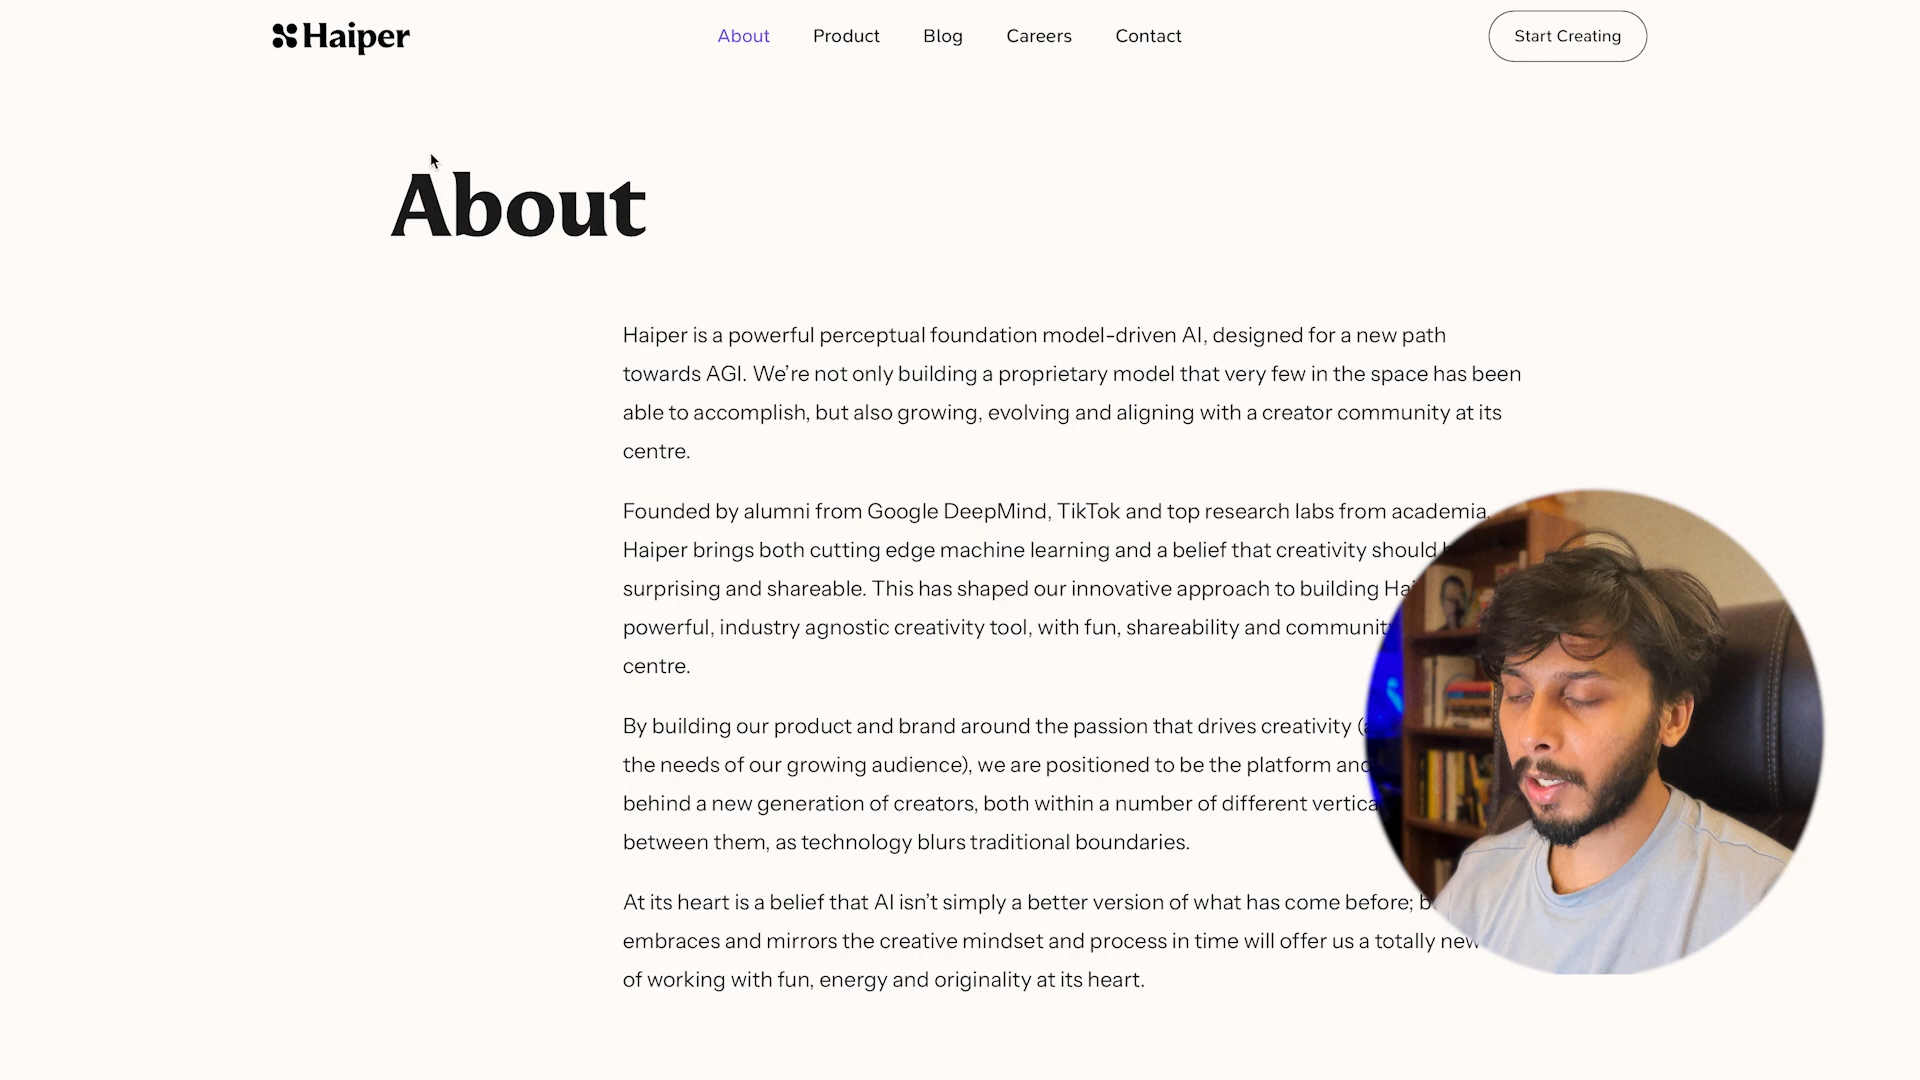 Haiper
About
Product
Blog
Careers
Contact
Start Creating
About
Haiper is a powerful perceptual foundation model-driven AI, designed for a new path
towards AGI. We’re not only building a proprietary model that very few in the space has been
able to accomplish, but also growing, evolving and aligning with a creator community at its
centre.
Founded by alumni from Google DeepMind, TikTok and top research labs from academia,
Haiper brings both cutting edge machine learning and a belief that creativity should
surprising and shareable. This has shaped our innovative approach to building
powerful, industry agnostic creativity tool, with fun, shareability and
centre.
By building our product and brand around the passion that drives creativity
the needs of our growing audience), we are positioned to be the platform and
behind a new generation of creators, both within a number of different
between them, as technology blurs traditional boundaries.
At its heart is a belief that AI isn’t simply a better version of what has come before;
embraces and mirrors the creative mindset and process in time will offer us a totally new
of working with fun, energy and originality at its heart.